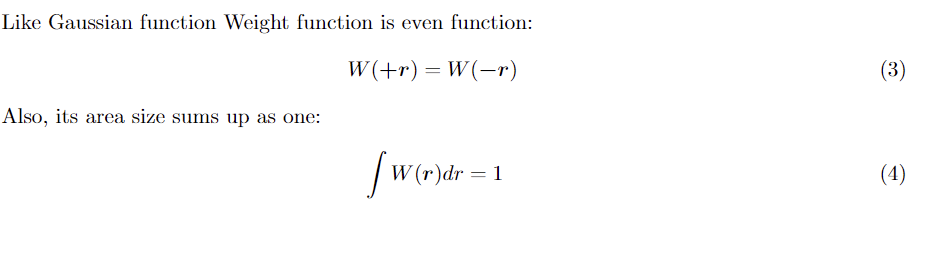 Like Gaussian function Weight function is even function:
W(+r) = W(−r) (3)
Also, its area size sums up as one:
∫ W(r)dr = 1 (4)